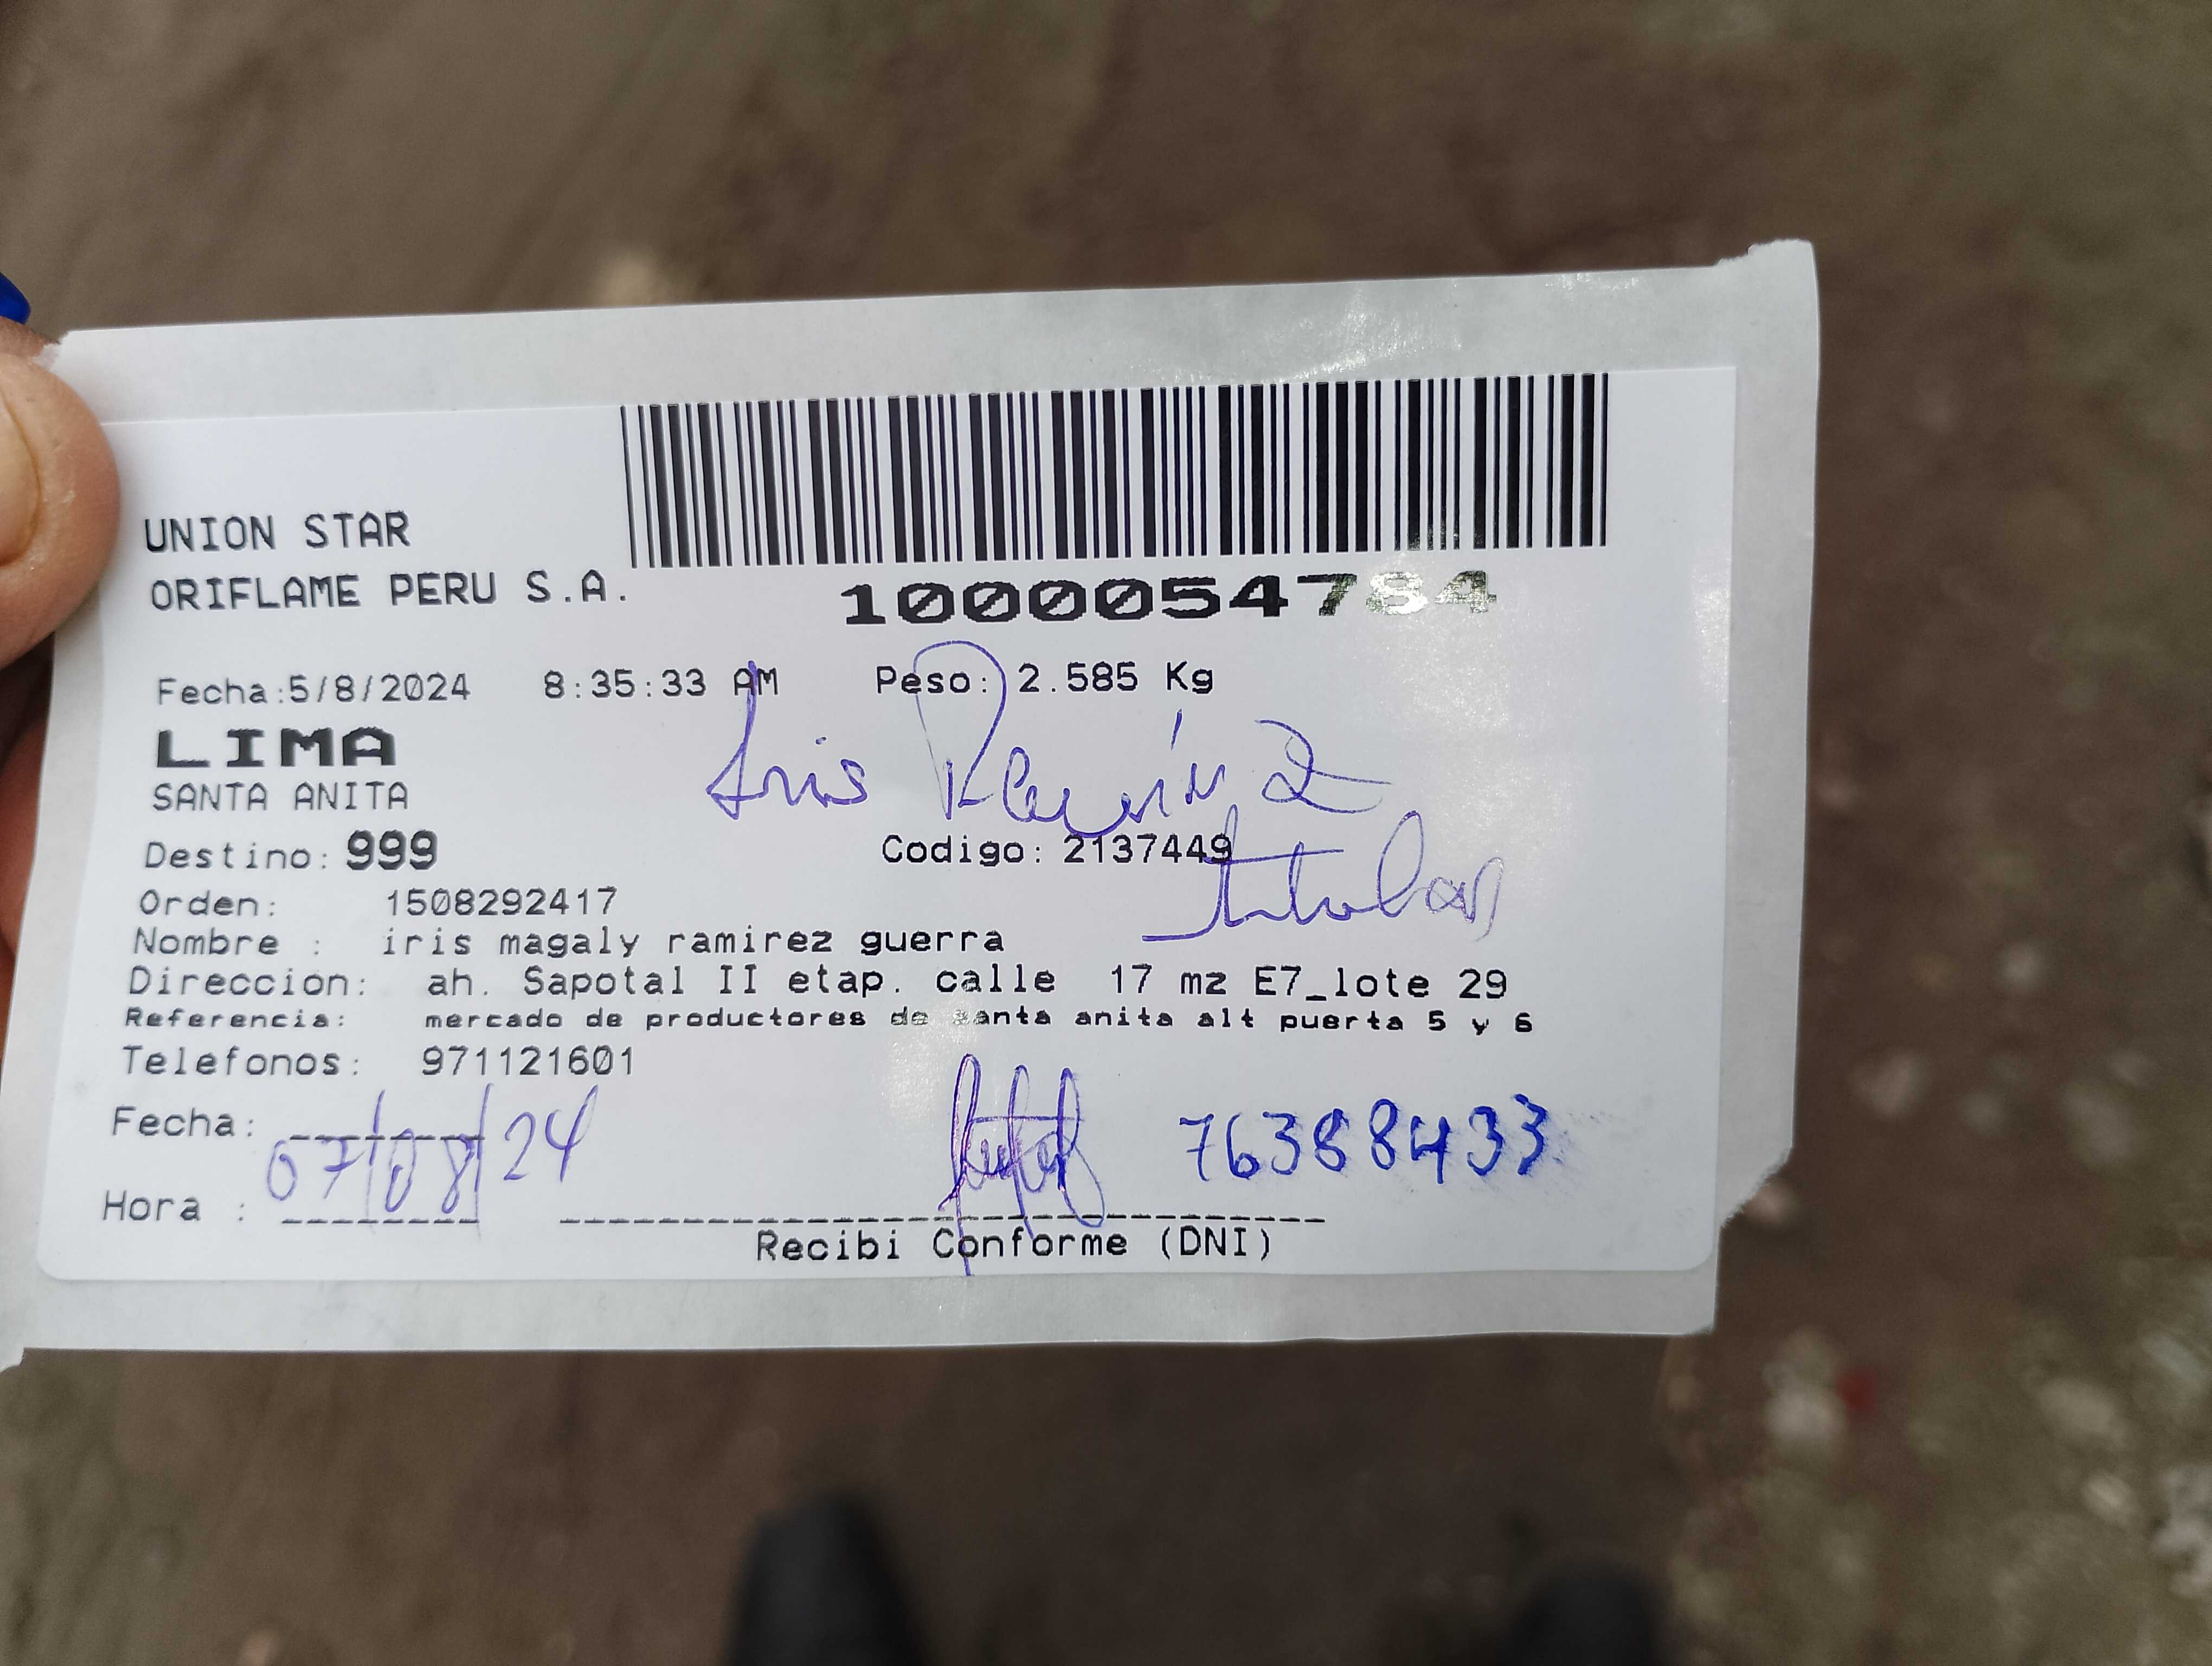 UNION STAR
ORIFLAME PERU S.A.
1000054784
Fecha:5/8/2024 8:35:33 AM Peso: 2.585 Kg
LIMA
Iris Ramírez
SANTA ANITA
Destino: 999 Codigo: 2137449
Titular
Orden: 1508292417
Nombre : iris magaly ramirez guerra
Direccion: ah. Sapotal II etap. calle 17 mz E7_lote 29
Referencia: mercado de productores de santa anita alt puerta 5 y 6
Telefonos: 971121601
Fecha: 07/08/24
76388433
Hora :
Recibi Conforme (DNI)